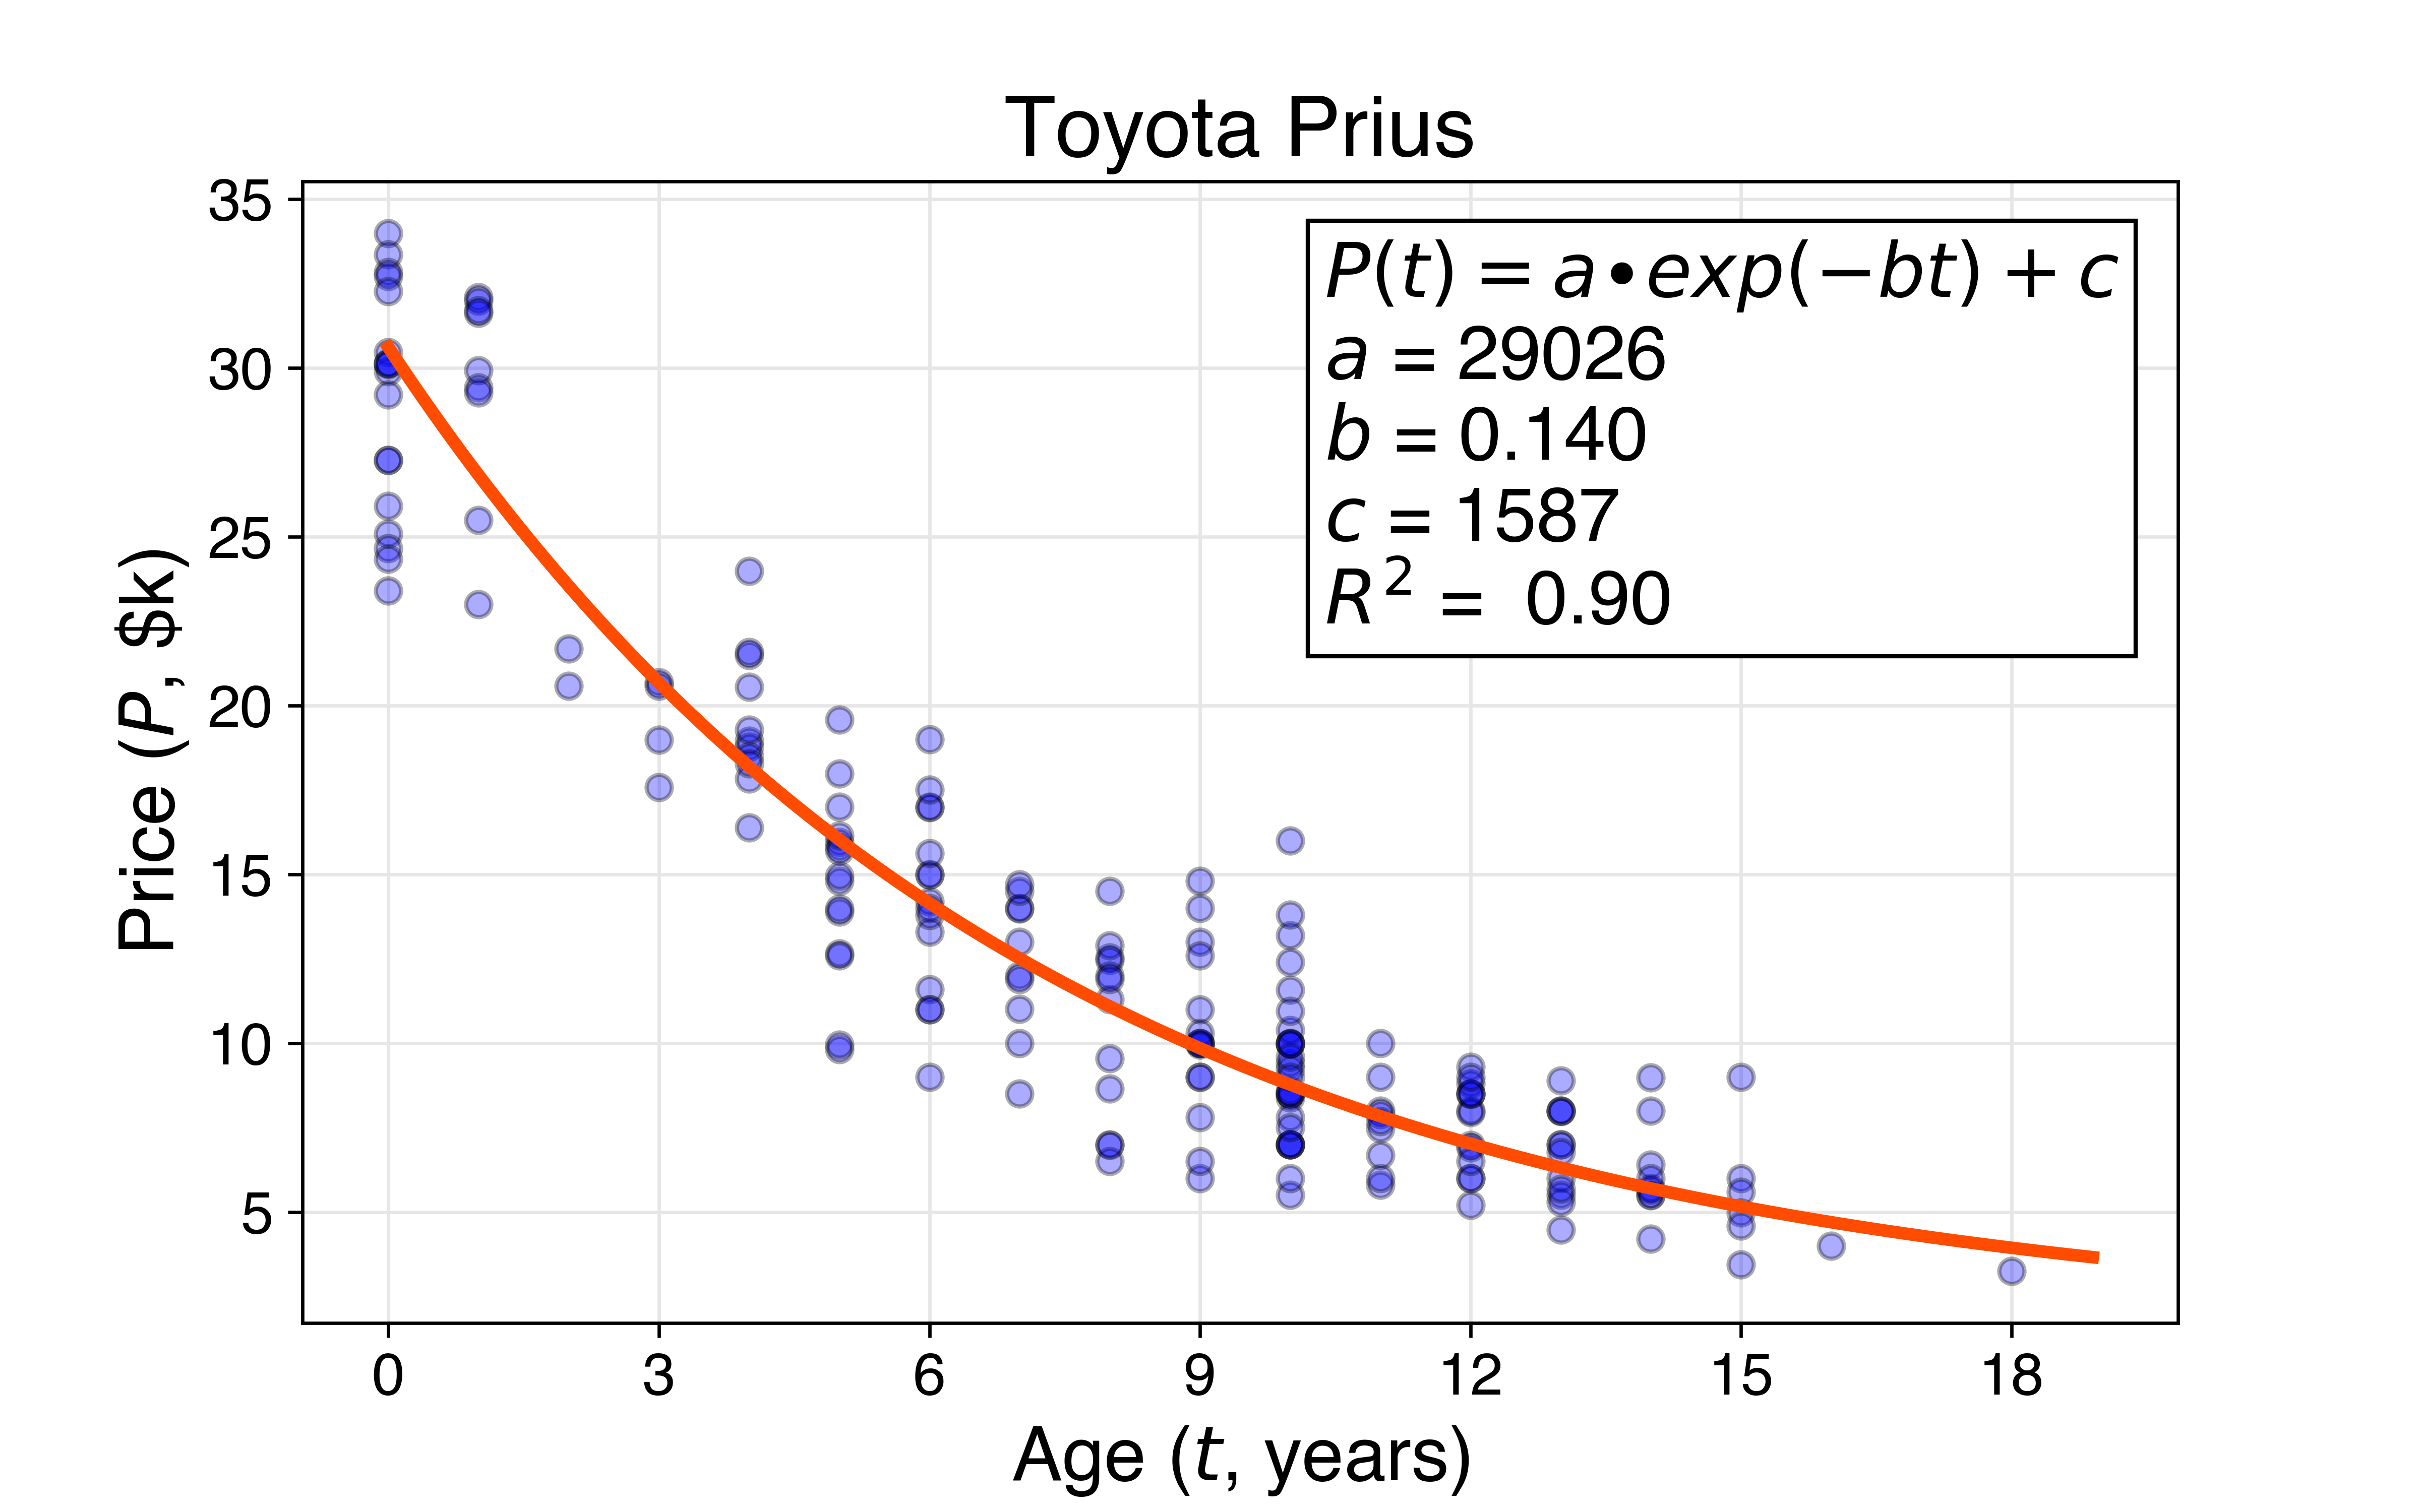 Toyota Prius
P(t) = a•exp(−bt) + c
a = 29026
b = 0.140
c = 1587
R² = 0.90
Price (P, $k)
35
30
25
20
15
10
5
0 3 6 9 12 15 18
Age (t, years)